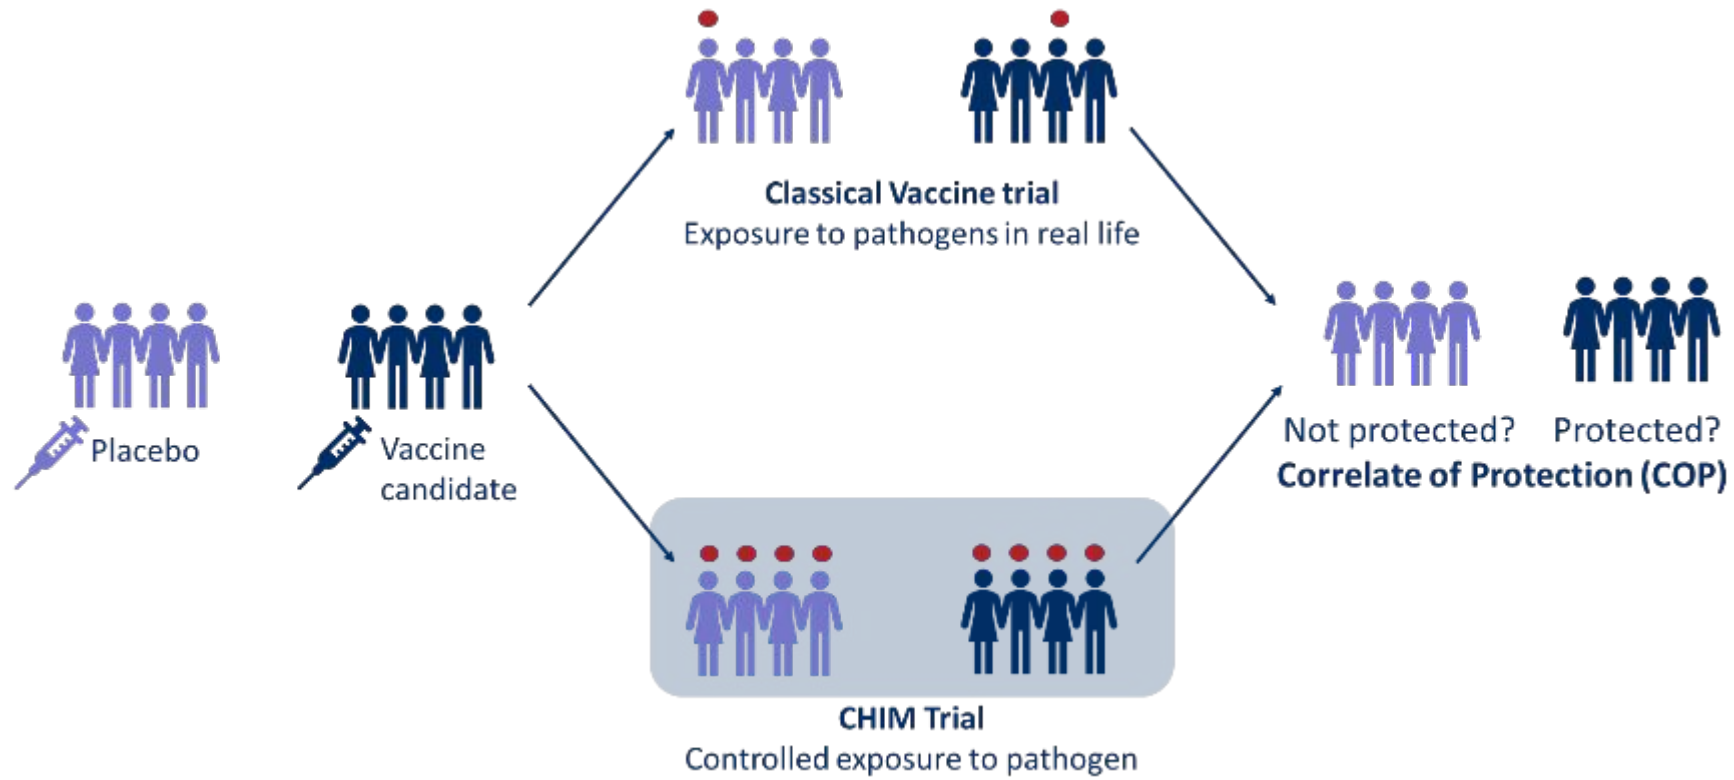 Classical Vaccine trial
Exposure to pathogens in real life
Placebo
Vaccine
candidate
Not protected?
Protected?
Correlate of Protection (COP)
CHIM Trial
Controlled exposure to pathogen